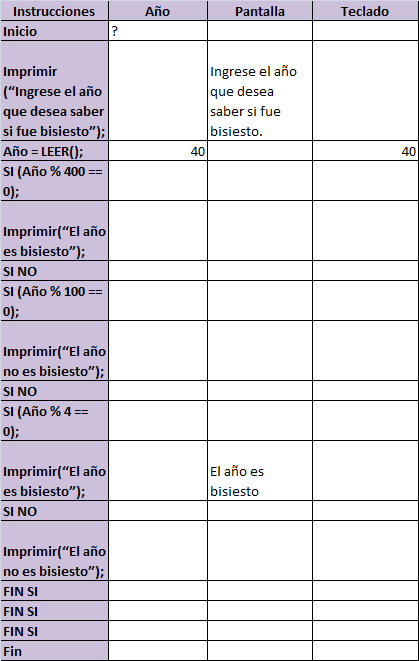 Instrucciones Año Pantalla Teclado
Inicio ?
Imprimir
(“Ingrese el año
que desea saber
si fue bisiesto”);
Ingrese el año
que desea
saber si fue
bisiesto.
Año = LEER(); 40 40
SI (Año % 400 ==
0);
Imprimir(“El año
es bisiesto”);
SI NO
SI (Año % 100 ==
0);
Imprimir(“El año
no es bisiesto”);
SI NO
SI (Año % 4 ==
0);
Imprimir(“El año
es bisiesto”);
El año es
bisiesto
SI NO
Imprimir(“El año
no es bisiesto”);
FIN SI
FIN SI
FIN SI
Fin